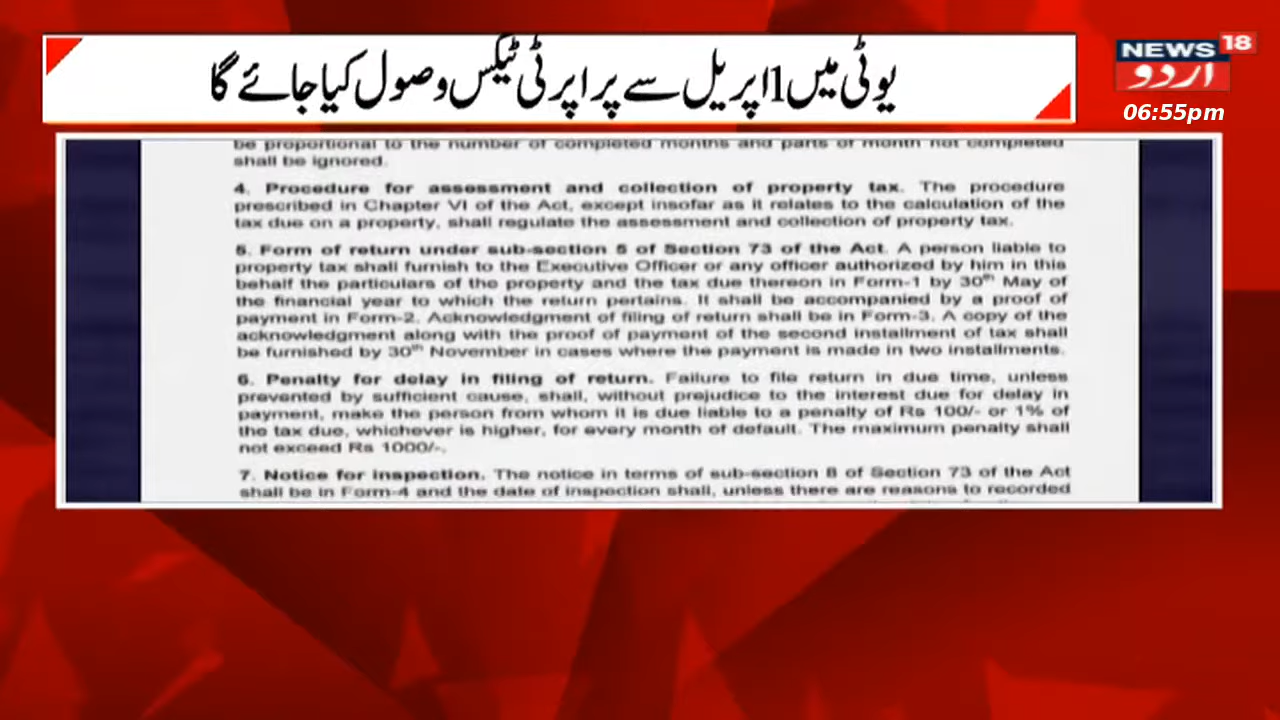 یوٹی میں 1 اپریل سے پراپرٹی ٹیکس وصول کیا جائے گا
NEWS 18
اردو
06:55pm
be proportional to the number of completed months and parts of month not completed
shall be ignored.
4. Procedure for assessment and collection of property tax. The procedure
prescribed in Chapter VI of the Act, except insofar as it relates to the calculation of the
tax due on a property, shall regulate the assessment and collection of property tax.
5. Form of return under sub-section 5 of Section 73 of the Act. A person liable to
property tax shall furnish to the Executive Officer or any officer authorized by him in this
behalf the particulars of the property and the tax due thereon in Form-1 by 30th May of
the financial year to which the return pertains. It shall be accompanied by a proof of
payment in Form-2. Acknowledgment of filing of return shall be in Form-3. A copy of the
acknowledgment along with the proof of payment of the second installment of tax shall
be furnished by 30th November in cases where the payment is made in two installments.
6. Penalty for delay in filing of return. Failure to file return in due time, unless
prevented by sufficient cause, shall, without prejudice to the interest due for delay in
payment, make the person from whom it is due liable to a penalty of Rs 100/- or 1% of
the tax due, whichever is higher, for every month of default. The maximum penalty shall
not exceed Rs 1000/-.
7. Notice for inspection. The notice in terms of sub-section 8 of Section 73 of the Act
shall be in Form-4 and the date of inspection shall, unless there are reasons to recorded